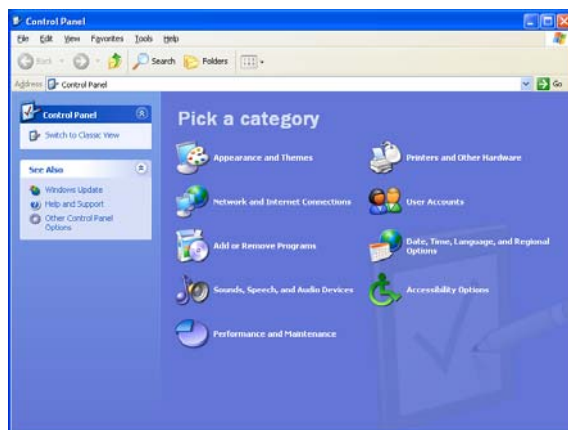 Control Panel
File Edit View Favorites Tools Help
Back Search Folders
Address Control Panel Go
Control Panel
Switch to Classic View
See Also
Windows Update
Help and Support
Other Control Panel
Options
Pick a category
Appearance and Themes
Printers and Other Hardware
Network and Internet Connections
User Accounts
Add or Remove Programs
Date, Time, Language, and Regional
Options
Sounds, Speech, and Audio Devices
Accessibility Options
Performance and Maintenance